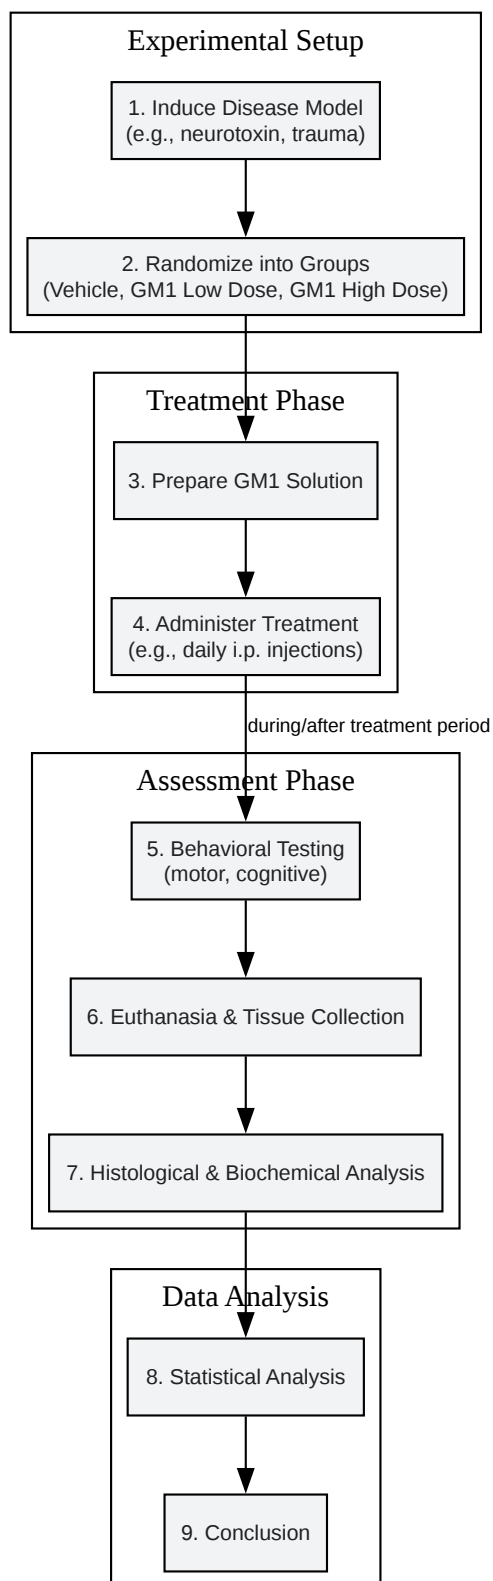 Experimental Setup
1. Induce Disease Model
(e.g., neurotoxin, trauma)
2. Randomize into Groups
(Vehicle, GM1 Low Dose, GM1 High Dose)
Treatment Phase
3. Prepare GM1 Solution
4. Administer Treatment
(e.g., daily i.p. injections)
during/after treatment period
Assessment Phase
5. Behavioral Testing
(motor, cognitive)
6. Euthanasia & Tissue Collection
7. Histological & Biochemical Analysis
Data Analysis
8. Statistical Analysis
9. Conclusion